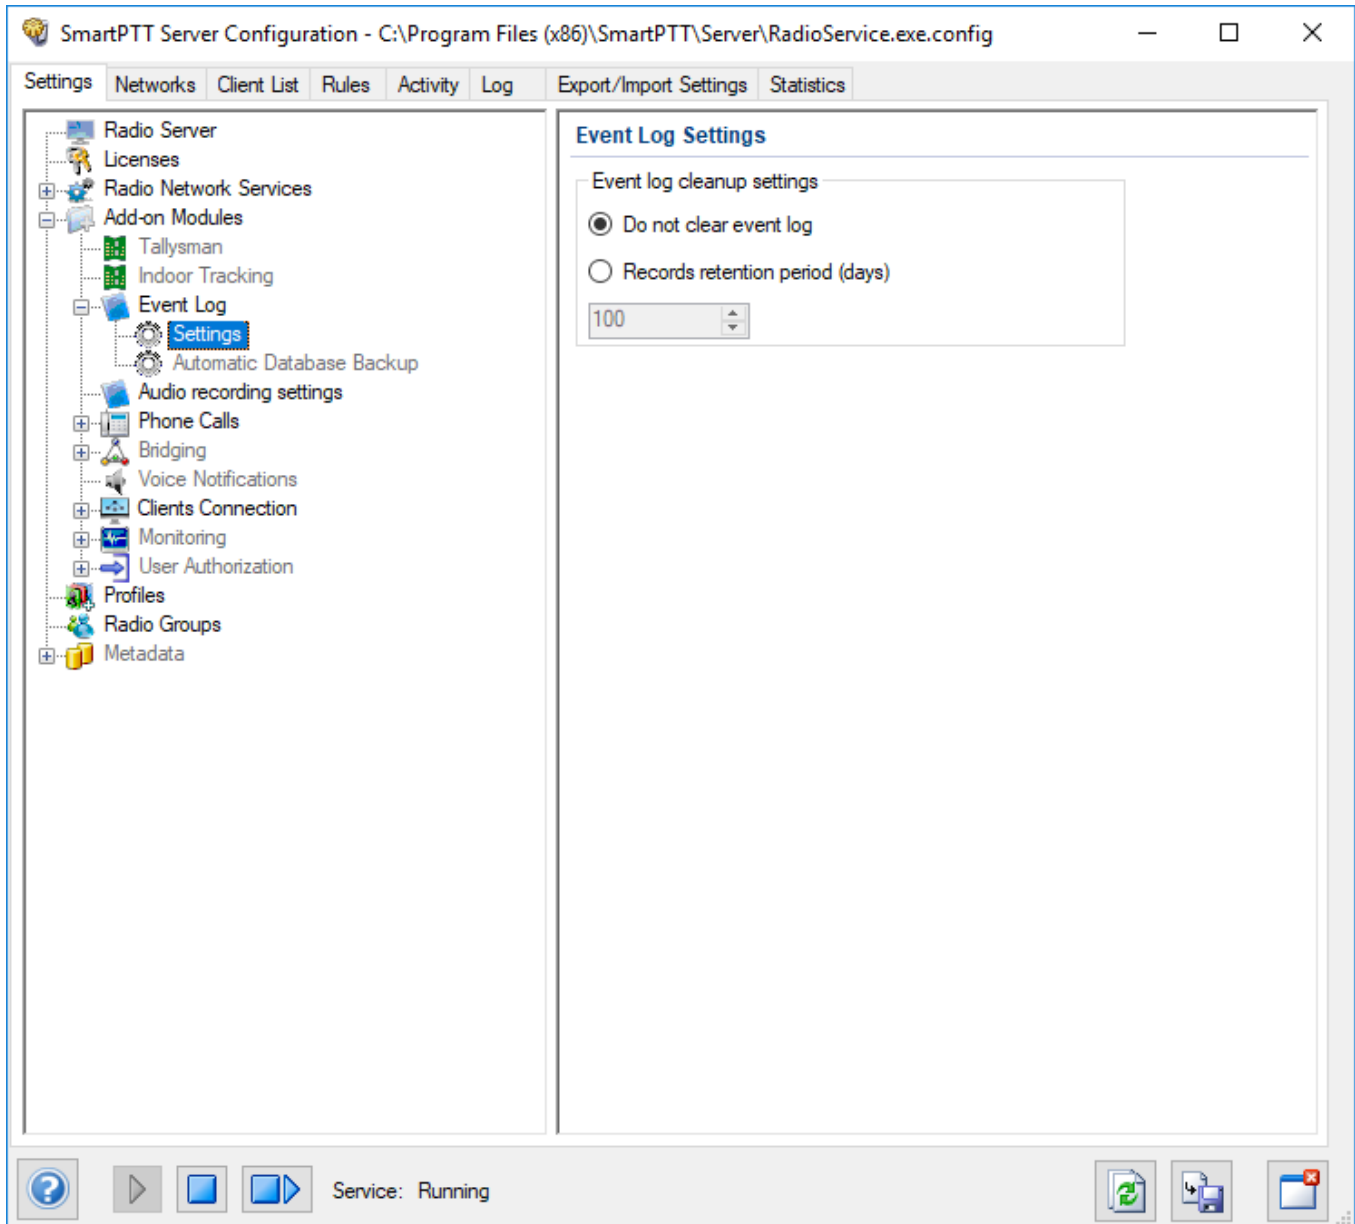 SmartPTT Server Configuration - C:\Program Files (x86)\SmartPTT\Server\RadioService.exe.config
Settings Networks Client List Rules Activity Log Export/Import Settings Statistics
Radio Server
Licenses
Radio Network Services
Add-on Modules
Tallysman
Indoor Tracking
Event Log
Settings
Automatic Database Backup
Audio recording settings
Phone Calls
Bridging
Voice Notifications
Clients Connection
Monitoring
User Authorization
Profiles
Radio Groups
Metadata
Event Log Settings
Event log cleanup settings
Do not clear event log
Records retention period (days)
100
Service: Running